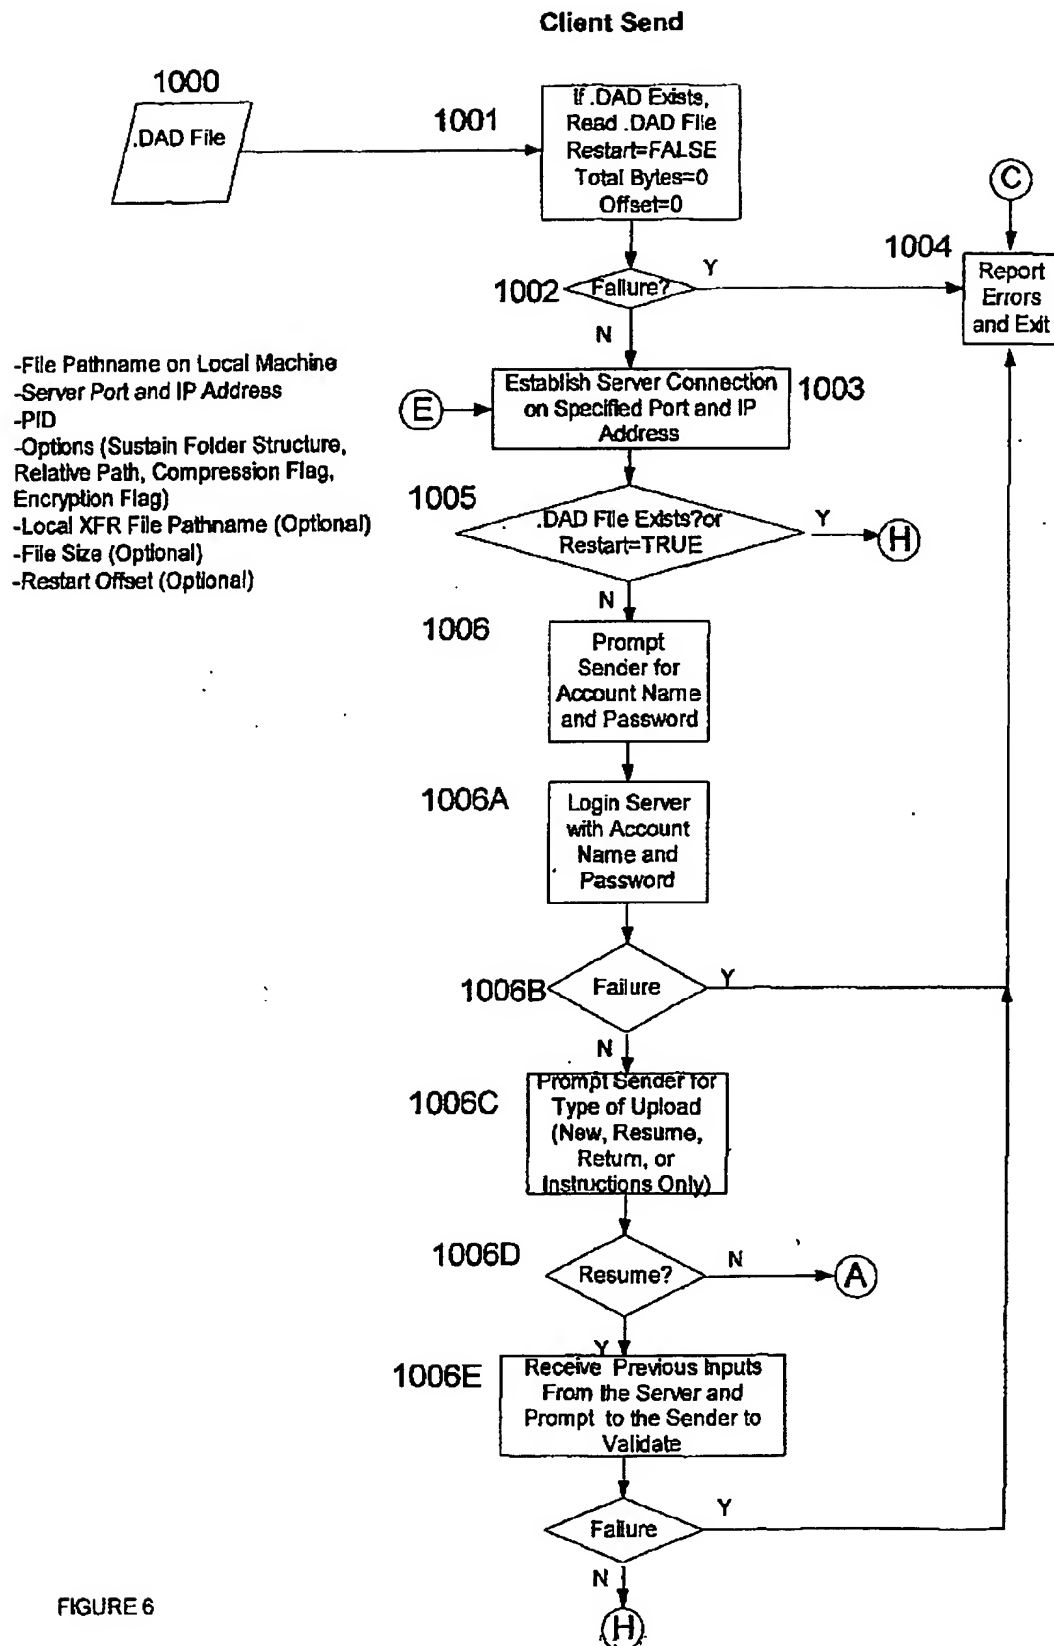 Client Send
1000
.DAD File
1001
If .DAD Exists,
Read .DAD File
Restart=FALSE
Total Bytes=0
Offset=0
C
1002
Failure?
Y
N
1004
Report
Errors
and Exit
-File Pathname on Local Machine
-Server Port and IP Address
-PID
-Options (Sustain Folder Structure,
Relative Path, Compression Flag,
Encryption Flag)
-Local XFR File Pathname (Optional)
-File Size (Optional)
-Restart Offset (Optional)
E
Establish Server Connection
on Specified Port and IP
Address
1003
1005
.DAD File Exists?or
Restart=TRUE
Y
H
N
1006
Prompt
Sender for
Account Name
and Password
1006A
Login Server
with Account
Name and
Password
1006B
Failure
Y
N
1006C
Prompt Sender for
Type of Upload
(New, Resume,
Return, or
Instructions Only)
1006D
Resume?
N
A
Y
1006E
Receive Previous Inputs
From the Server and
Prompt to the Sender to
Validate
Failure
Y
N
H
FIGURE 6